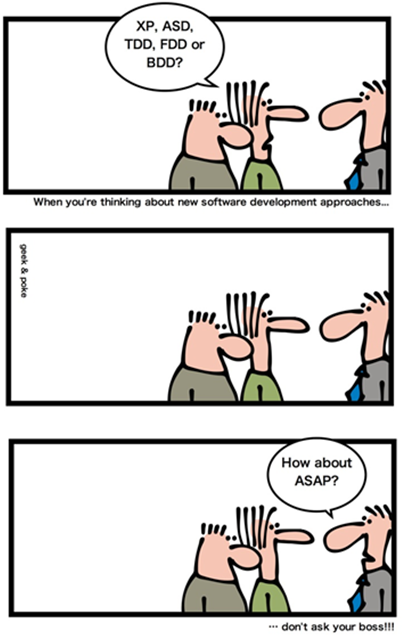 XP, ASD,
TDD, FDD or
BDD?
When you're thinking about new software development approaches...
geek & poke
How about
ASAP?
... don't ask your boss!!!